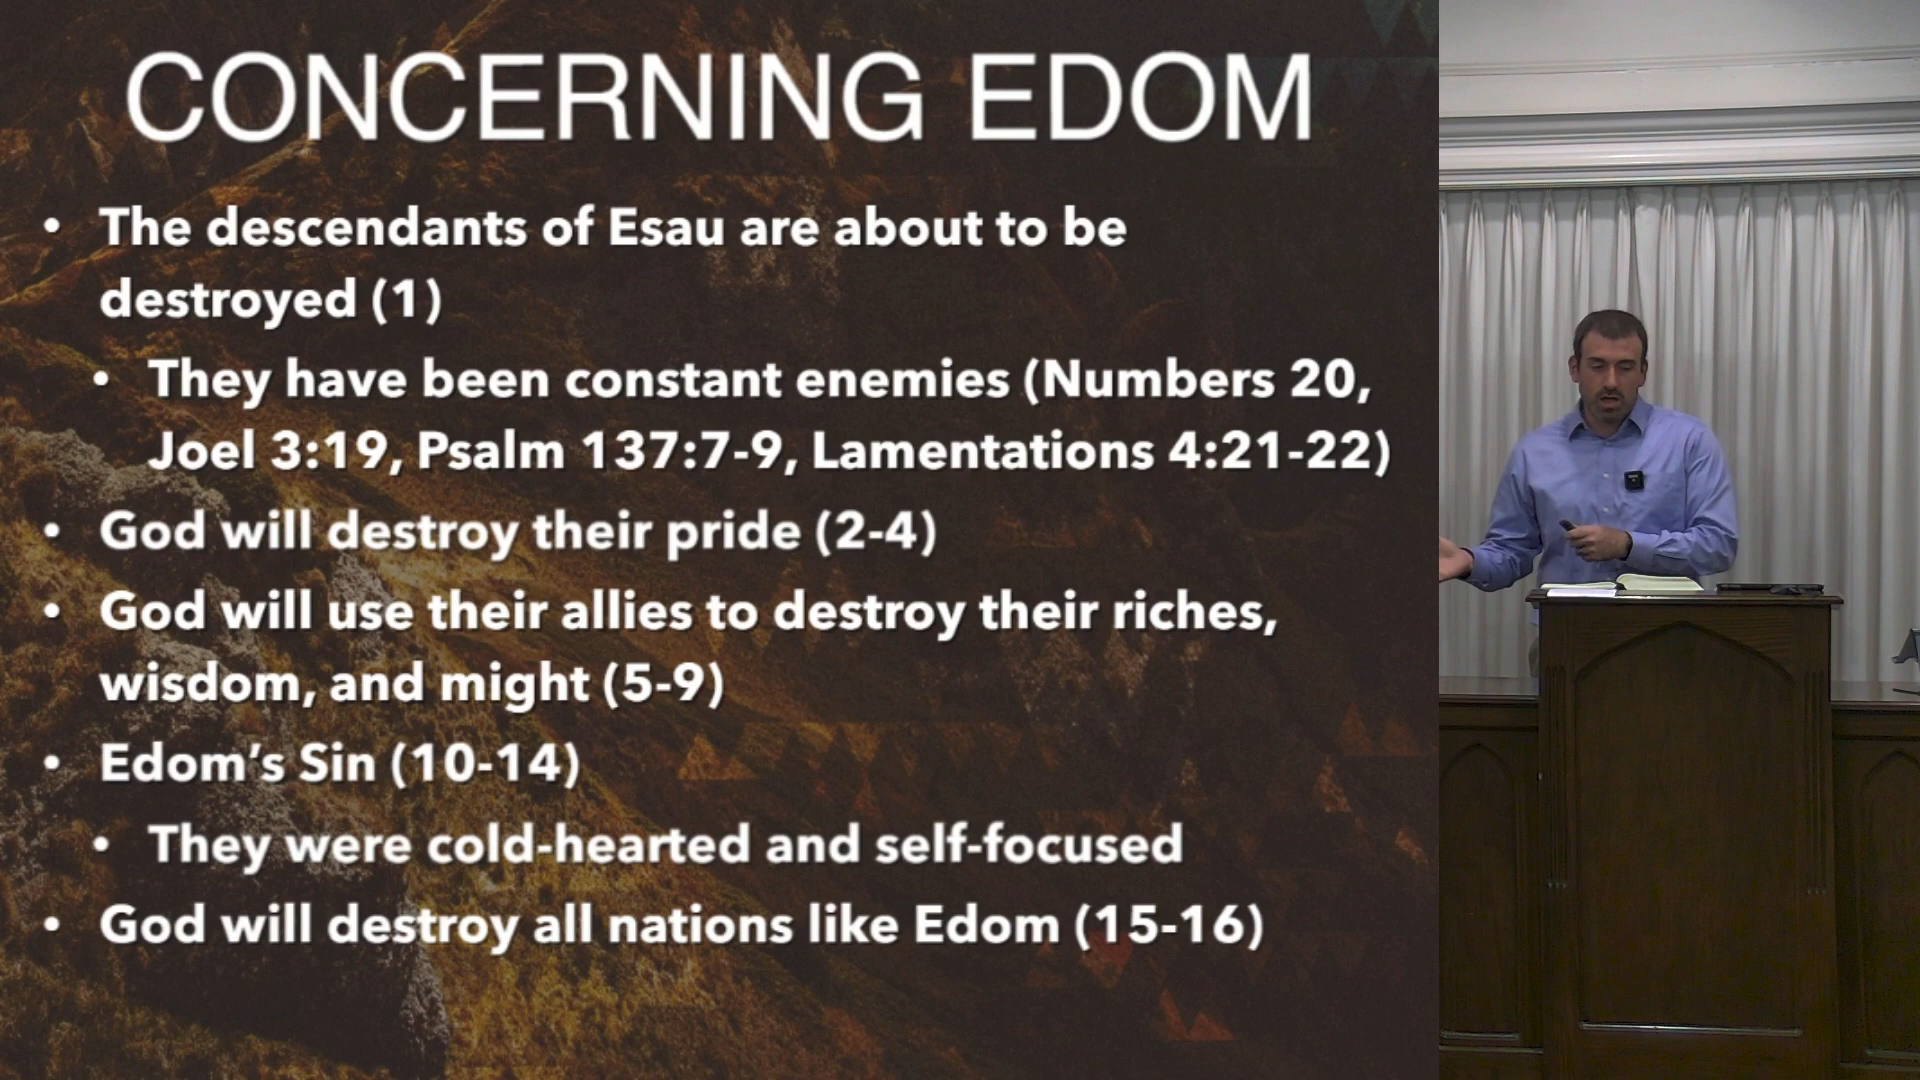 CONCERNING EDOM
• The descendants of Esau are about to be
destroyed (1)
• They have been constant enemies (Numbers 20,
Joel 3:19, Psalm 137:7-9, Lamentations 4:21-22)
• God will destroy their pride (2-4)
• God will use their allies to destroy their riches,
wisdom, and might (5-9)
• Edom’s Sin (10-14)
• They were cold-hearted and self-focused
• God will destroy all nations like Edom (15-16)